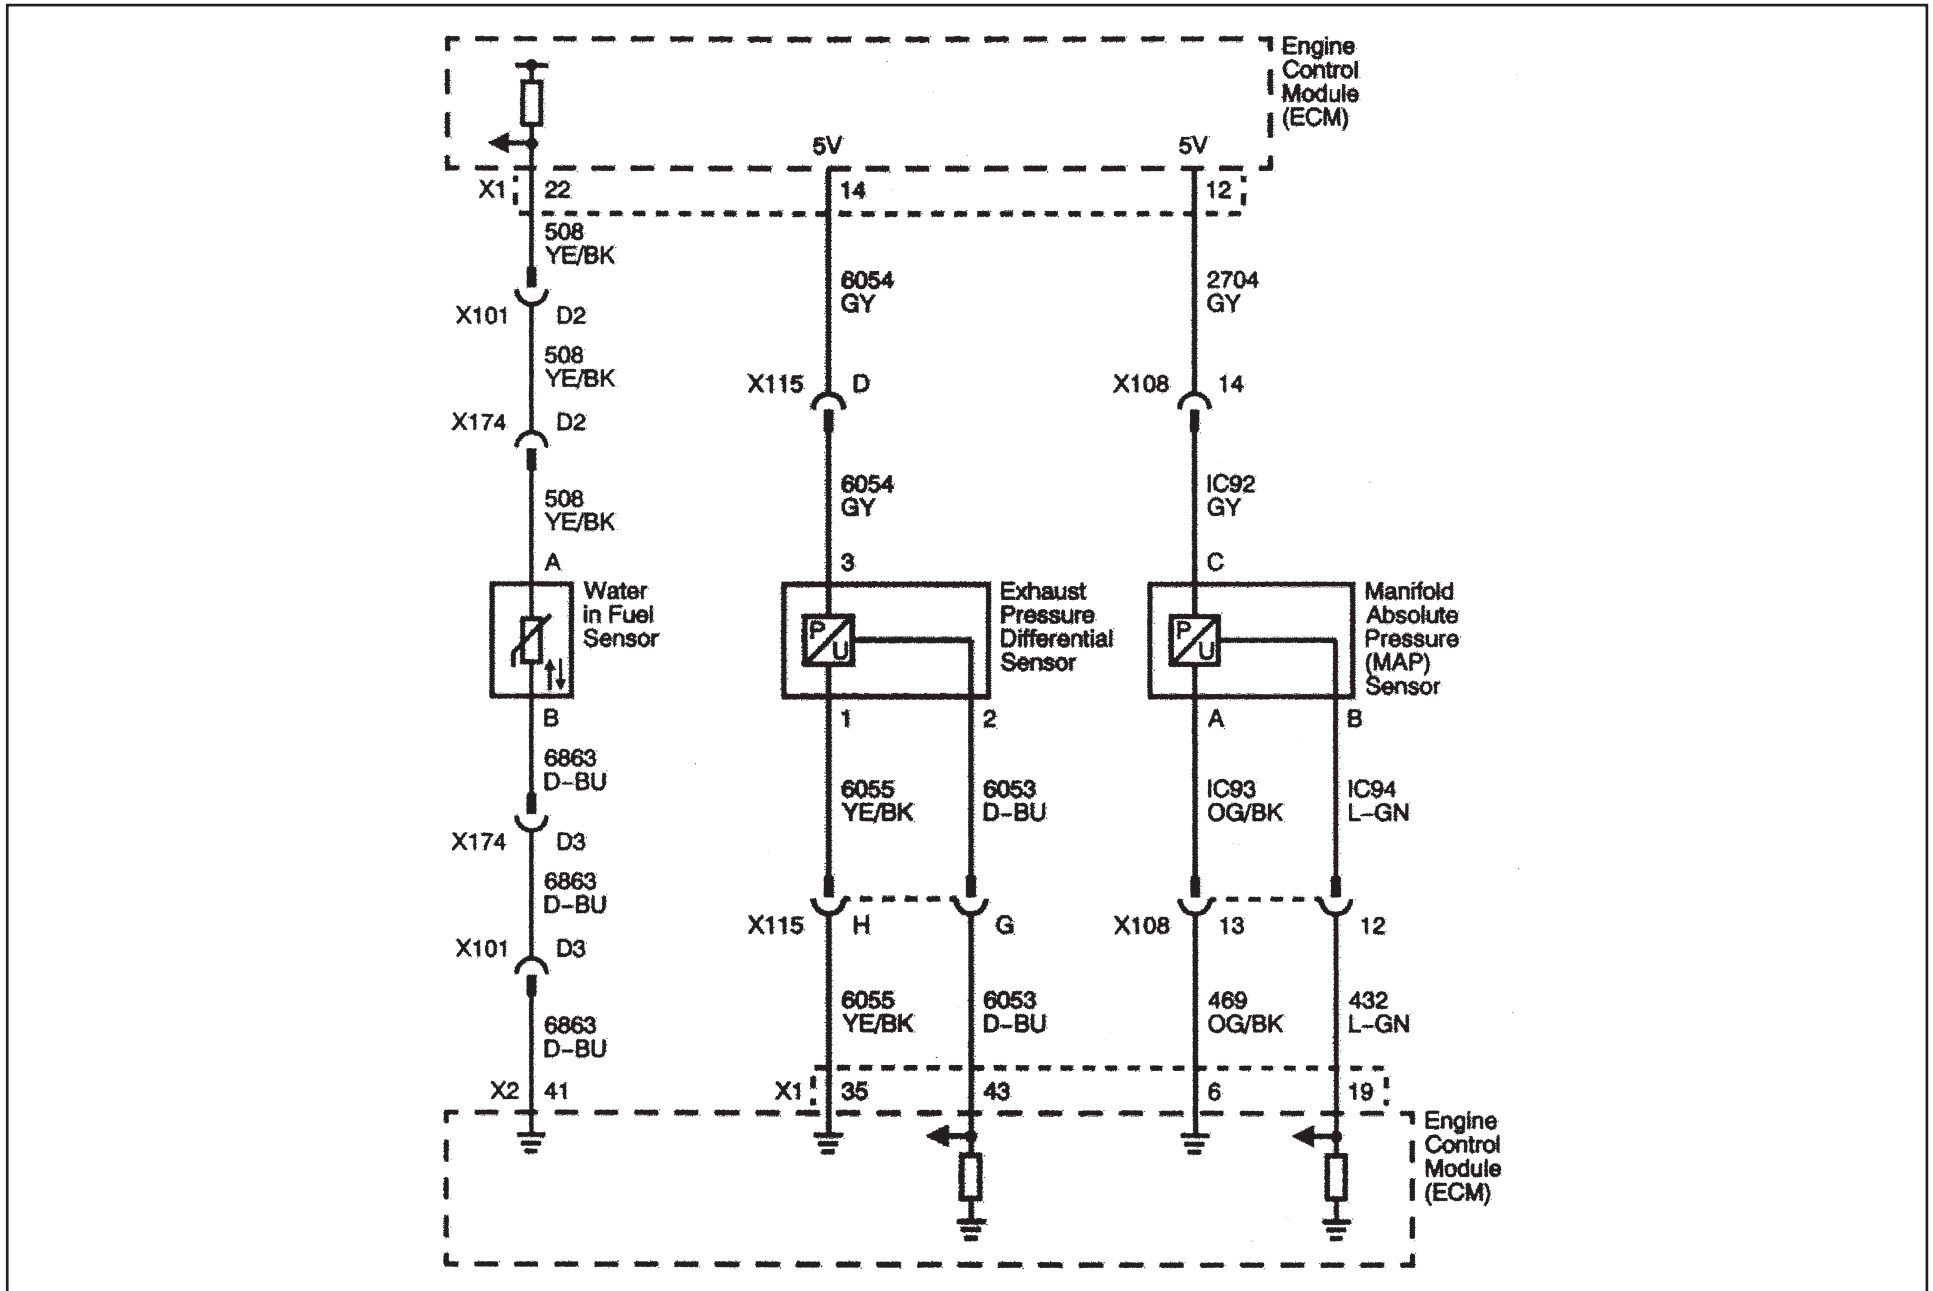 Engine
Control
Module
(ECM)
5V
5V
X1
22
14
12
508
YE/BK
6054
GY
2704
GY
X101
D2
508
YE/BK
X115
D
X108
14
X174
D2
6054
GY
IC92
GY
508
YE/BK
A
3
C
Water
in Fuel
Sensor
P
U
Exhaust
Pressure
Differential
Sensor
P
U
Manifold
Absolute
Pressure
(MAP)
Sensor
B
1
2
A
B
6863
D-BU
6055
YE/BK
6053
D-BU
IC93
OG/BK
IC94
L-GN
X174
D3
6863
D-BU
X115
H
G
X108
13
12
X101
D3
6055
YE/BK
6053
D-BU
469
OG/BK
432
L-GN
6863
D-BU
X2
41
X1
35
43
6
19
Engine
Control
Module
(ECM)